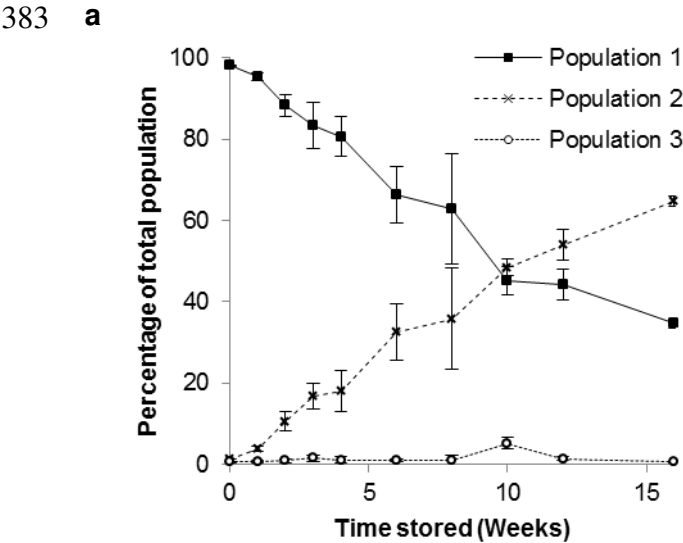 383 a
100
80
60
40
20
0
Percentage of total population
Population 1
Population 2
Population 3
0 5 10 15
Time stored (Weeks)